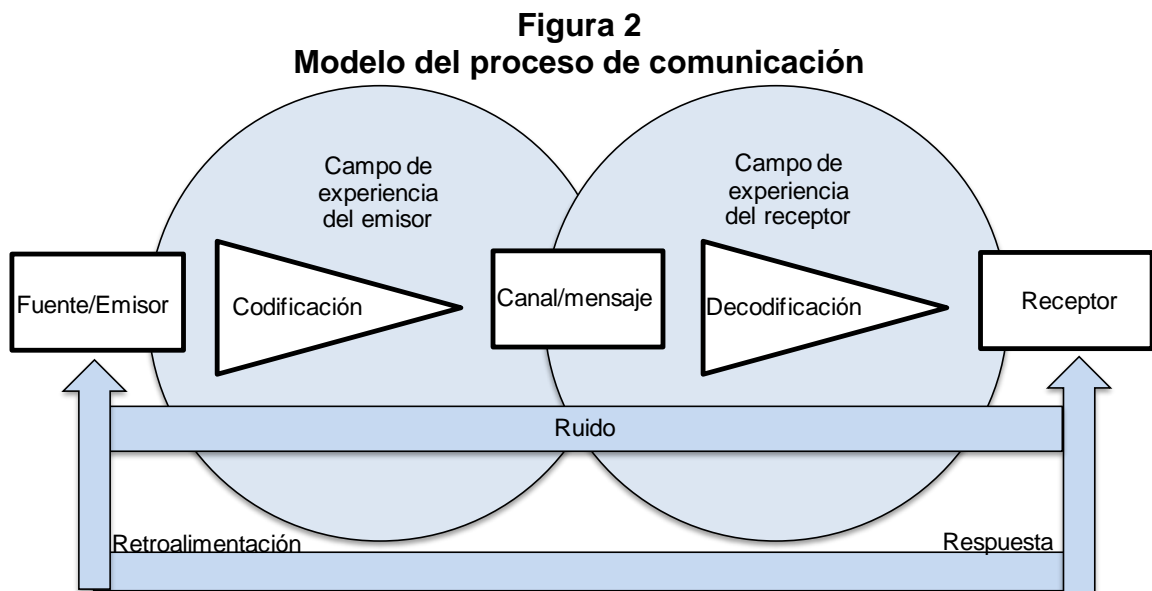 Figura 2
Modelo del proceso de comunicación
Campo de
experiencia
del emisor
Campo de
experiencia
del receptor
Fuente/Emisor
Codificación
Canal/mensaje
Decodificación
Receptor
Ruido
Retroalimentación
Respuesta